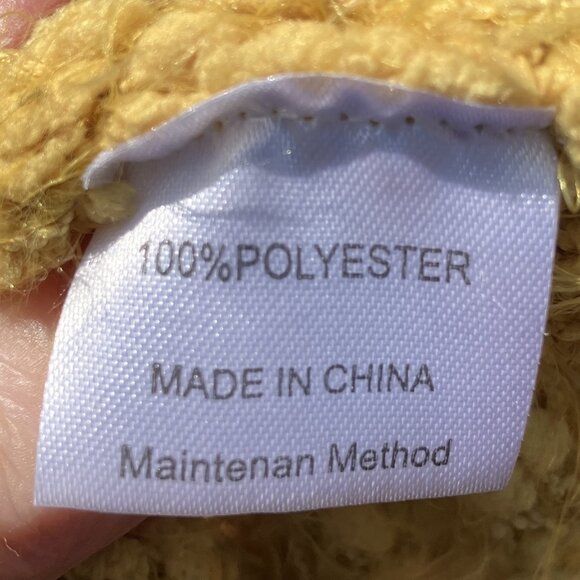 100%POLYESTER
MADE IN CHINA
Maintenan Method